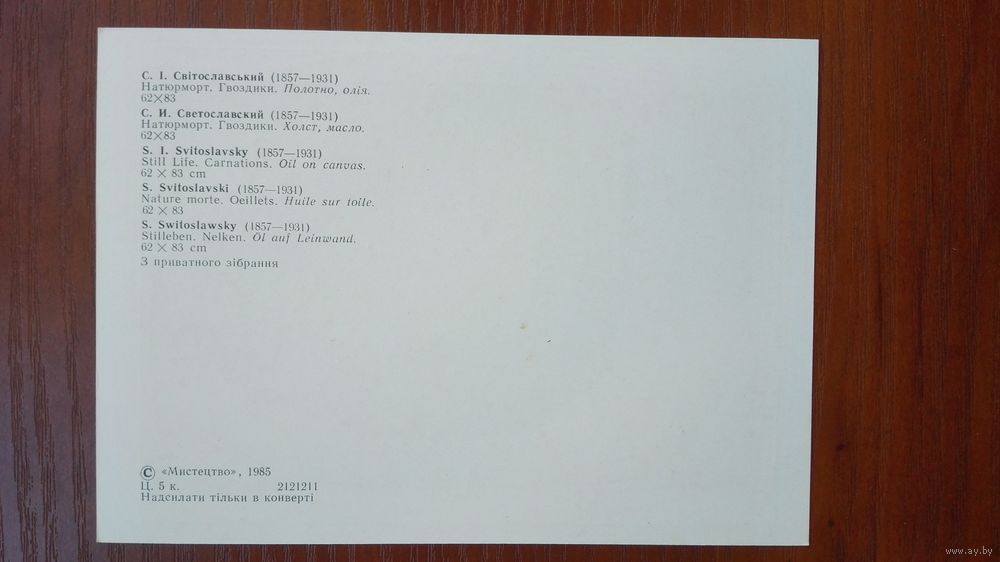 С. І. Світославський (1857—1931)
Натюрморт. Гвоздики. Полотно, олія.
62×83
С. И. Светославский (1857—1931)
Натюрморт. Гвоздики. Холст, масло.
62×83
S. I. Svitoslavsky (1857—1931)
Still Life. Carnations. Oil on canvas.
62 × 83 cm
S. Svitoslavski (1857—1931)
Nature morte. Oeillets. Huile sur toile.
62 × 83
S. Switoslawsky (1857—1931)
Stilleben. Nelken. Öl auf Leinwand.
62 × 83 cm
З приватного зібрання
© «Мистецтво», 1985
Ц. 5 к. 2121211
Надсилати тільки в конверті
www.ay.by